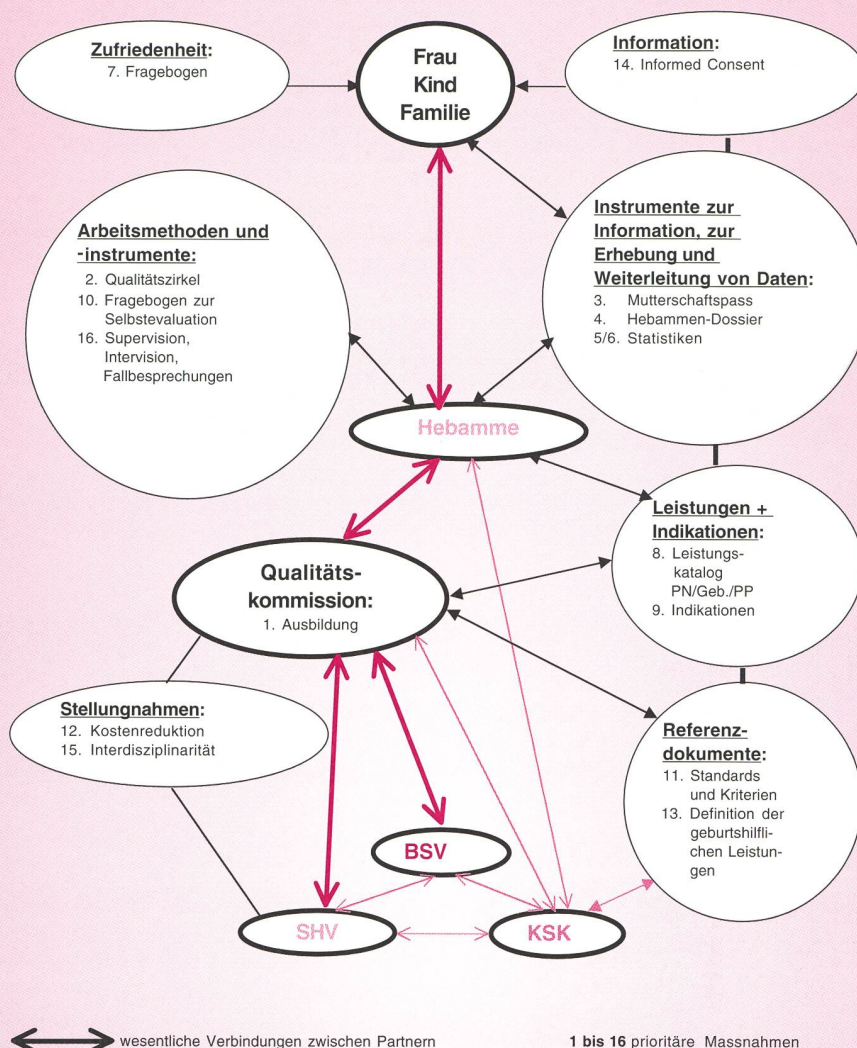 Zufriedenheit:
7. Fragebogen
Frau
Kind
Familie
Information:
14. Informed Consent
Arbeitsmethoden und
-instrumente:
2. Qualitätszirkel
10. Fragebogen zur
Selbstevaluation
16. Supervision,
Intervision,
Fallbesprechungen
Instrumente zur
Information, zur
Erhebung und
Weiterleitung von Daten:
3. Mutterschaftspass
4. Hebammen-Dossier
5/6. Statistiken
Hebamme
Leistungen +
Indikationen:
8. Leistungs-
katalog
PN/Geb./PP
9. Indikationen
Qualitäts-
kommission:
1. Ausbildung
Stellungnahmen:
12. Kostenreduktion
15. Interdisziplinarität
Referenz-
dokumente:
11. Standards
und Kriterien
13. Definition der
geburtshilfli-
chen Leistun-
gen
BSV
SHV
KSK
wesentliche Verbindungen zwischen Partnern
1 bis 16 prioritäre Massnahmen